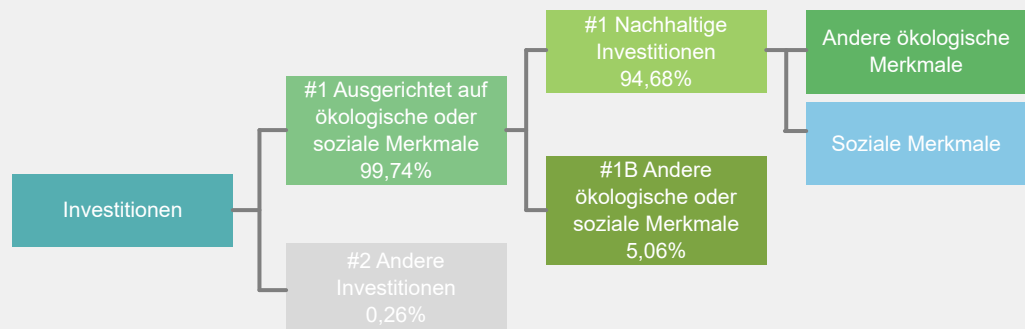 Investitionen
#1 Ausgerichtet auf
ökologische oder
soziale Merkmale
99,74%
#2 Andere
Investitionen
0,26%
#1 Nachhaltige
Investitionen
94,68%
#1B Andere
ökologische oder
soziale Merkmale
5,06%
Andere ökologische
Merkmale
Soziale Merkmale